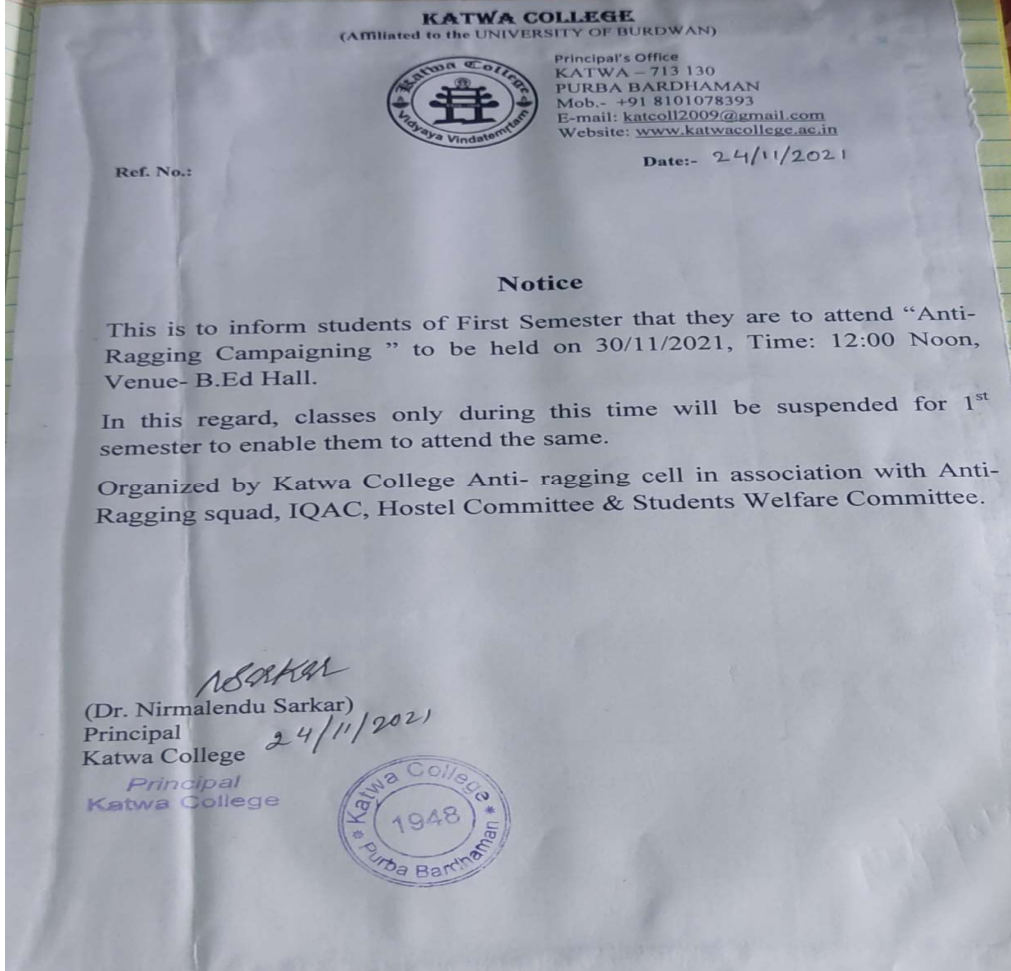 KATWA COLLEGE
(Affiliated to the UNIVERSITY OF BURDWAN)
Katwa College
Vidyaya Vindatemrtam
Principal's Office
KATWA – 713 130
PURBA BARDHAMAN
Mob.- +91 8101078393
E-mail: katcoll2009@gmail.com
Website: www.katwacollege.ac.in
Date:- 24/11/2021
Ref. No.:
Notice
This is to inform students of First Semester that they are to attend “Anti-
Ragging Campaigning ” to be held on 30/11/2021, Time: 12:00 Noon,
Venue- B.Ed Hall.
In this regard, classes only during this time will be suspended for 1st
semester to enable them to attend the same.
Organized by Katwa College Anti- ragging cell in association with Anti-
Ragging squad, IQAC, Hostel Committee & Students Welfare Committee.
NSarkar
(Dr. Nirmalendu Sarkar)
Principal
Katwa College
24/11/2021
Principal
Katwa College
Katwa College
1948
* Purba Bardhaman *